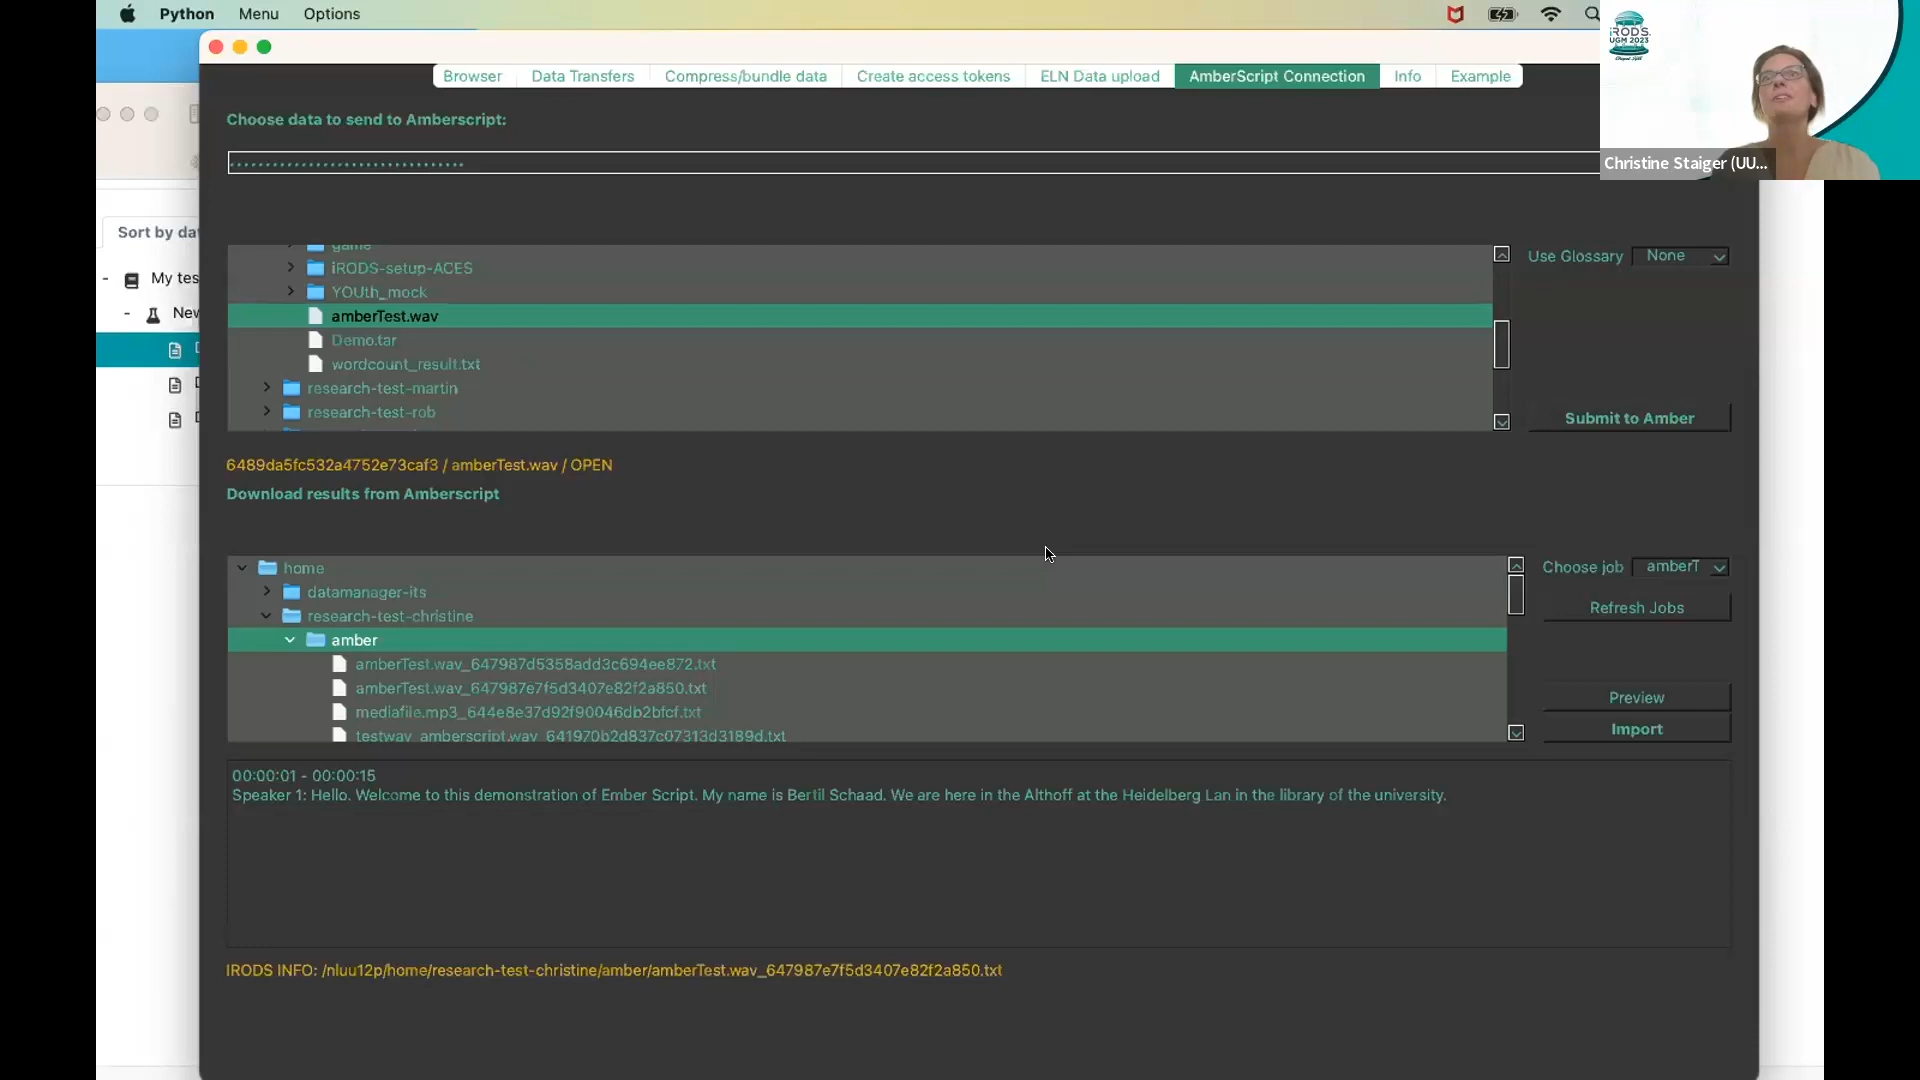 Python Menu Options
iRODS
UGM 2023
Browser Data Transfers Compress/bundle data Create access tokens ELN Data upload AmberScript Connection Info Example
Choose data to send to Amberscript:
Christine Staiger (UU...
Sort by
My
game
iRODS-setup-ACES
YOUth_mock
amberTest.wav
Demo.tar
wordcount_result.txt
research-test-martin
research-test-rob
Use Glossary None
Submit to Amber
6489da5fc532a4752e73caf3 / amberTest.wav / OPEN
Download results from Amberscript
home
datamanager-its
research-test-christine
amber
amberTest.wav_647987d5358add3c694ee872.txt
amberTest.wav_647987e7f5d3407e82f2a850.txt
mediafile.mp3_644e8e37d92f90046db2bfcf.txt
testwav_amberscript.wav_641970b2d837c07313d3189d.txt
Choose job amberT
Refresh Jobs
Preview
Import
00:00:01 - 00:00:15
Speaker 1: Hello. Welcome to this demonstration of Ember Script. My name is Bertil Schaad. We are here in the Althoff at the Heidelberg Lan in the library of the university.
IRODS INFO: /nluu12p/home/research-test-christine/amber/amberTest.wav_647987e7f5d3407e82f2a850.txt